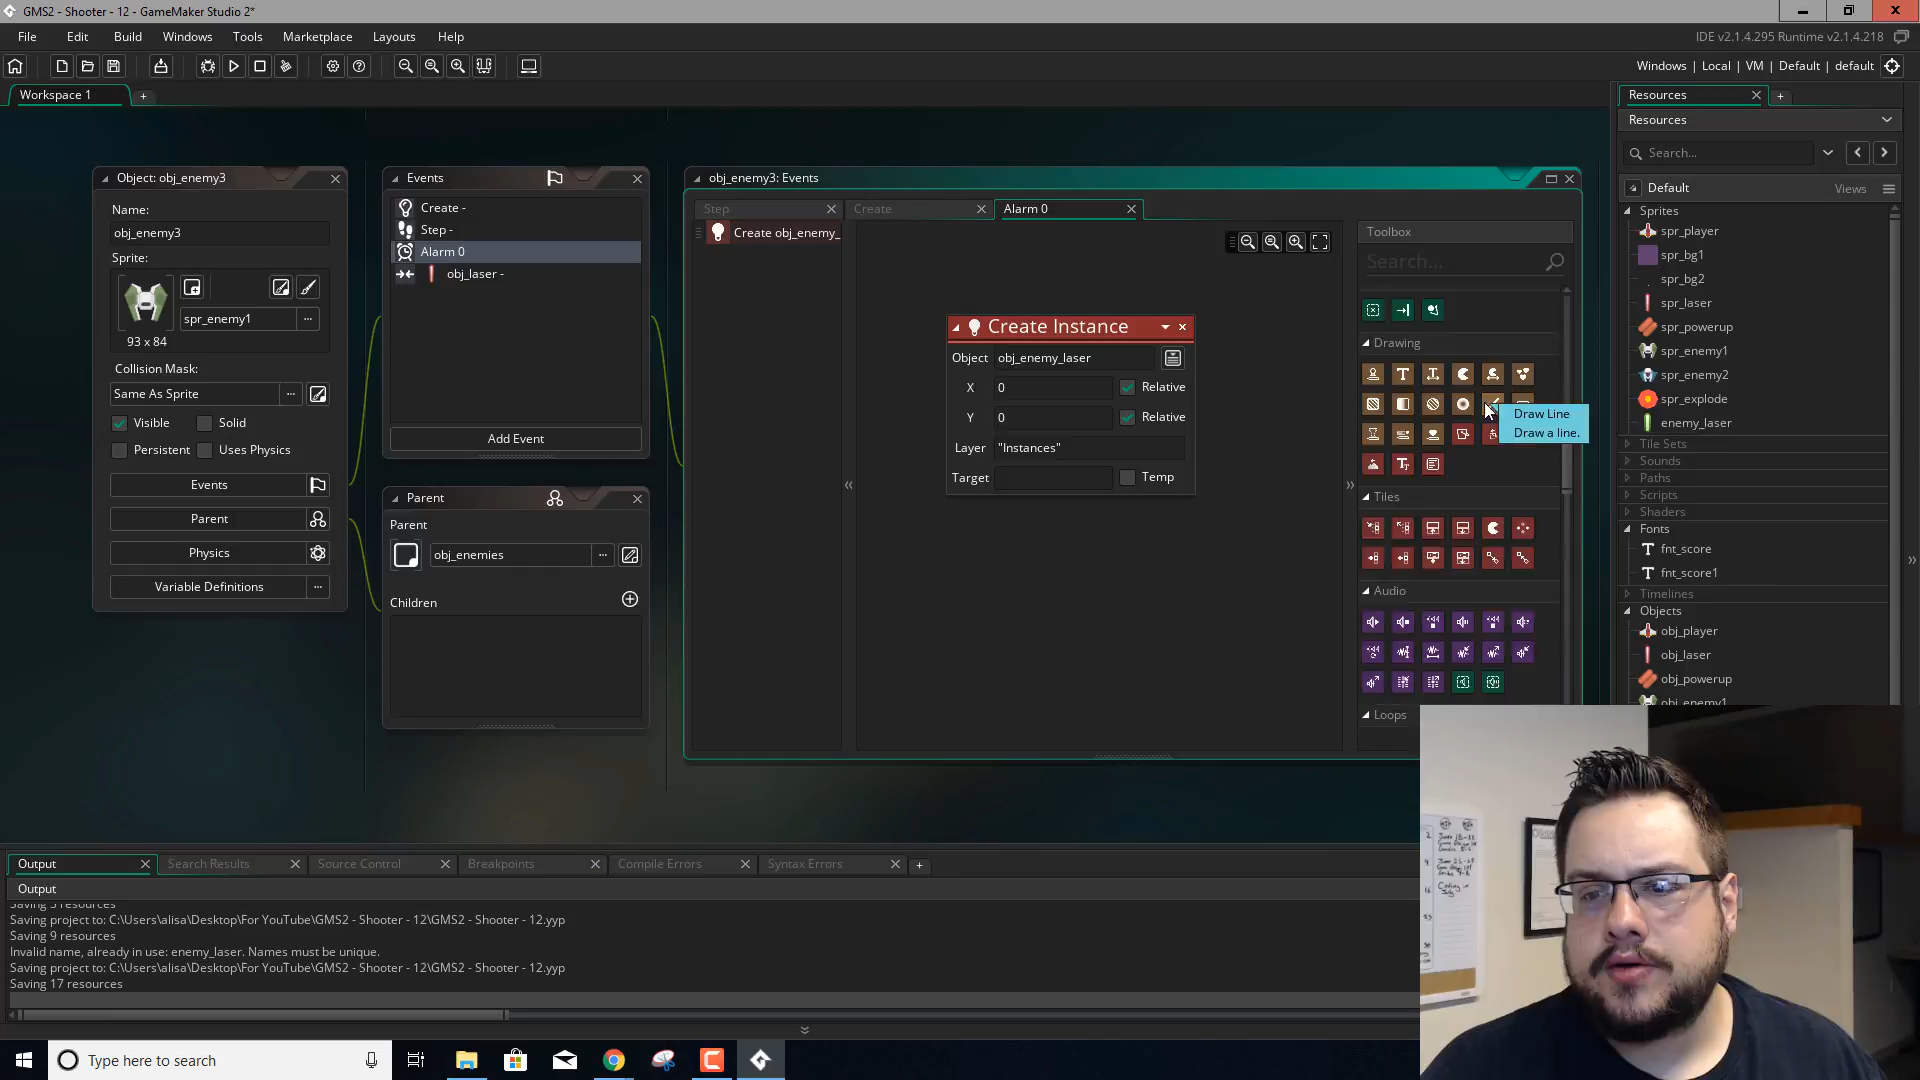 GMS2 - Shooter - 12 - GameMaker Studio 2*
File Edit Build Windows Tools Marketplace Layouts Help
IDE v2.1.4.295 Runtime v2.1.4.218
Windows | Local | VM | Default | default
Workspace 1
Resources
Resources
Search...
Default
Views
Sprites
spr_player
spr_bg1
spr_bg2
spr_laser
spr_powerup
spr_enemy1
spr_enemy2
spr_explode
enemy_laser
Tile Sets
Sounds
Paths
Scripts
Shaders
Fonts
fnt_score
fnt_score1
Timelines
Objects
obj_player
obj_laser
obj_powerup
obj_enemy1
Object: obj_enemy3
Name:
obj_enemy3
Sprite:
spr_enemy1
93 x 84
Collision Mask:
Same As Sprite
Visible
Solid
Persistent
Uses Physics
Events
Parent
Physics
Variable Definitions
Events
Create -
Step -
Alarm 0
obj_laser -
Add Event
Parent
Parent
obj_enemies
Children
obj_enemy3: Events
Step
Create
Alarm 0
Create obj_enemy_
Create Instance
Object obj_enemy_laser
X 0 Relative
Y 0 Relative
Layer "Instances"
Target Temp
Toolbox
Search...
Drawing
Draw Line
Draw a line.
Tiles
Audio
Loops
Output
Search Results
Source Control
Breakpoints
Compile Errors
Syntax Errors
Output
Saving 5 resources
Saving project to: C:\Users\alisa\Desktop\For YouTube\GMS2 - Shooter - 12\GMS2 - Shooter - 12.yyp
Saving 9 resources
Invalid name, already in use: enemy_laser. Names must be unique.
Saving project to: C:\Users\alisa\Desktop\For YouTube\GMS2 - Shooter - 12\GMS2 - Shooter - 12.yyp
Saving 17 resources
Type here to search